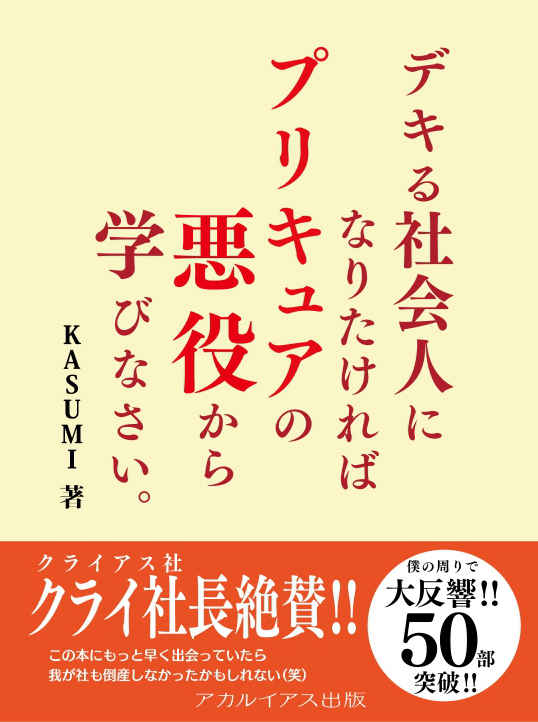 デキる社会人に
なりたければ
プリキュアの
悪役から
学びなさい。
KASUMI 著
クライアス社
クライ社長絶賛!!
この本にもっと早く出会っていたら
我が社も倒産しなかったかもしれない(笑)
僕の周りで
大反響!!
50部
突破!!
アカルイアス出版